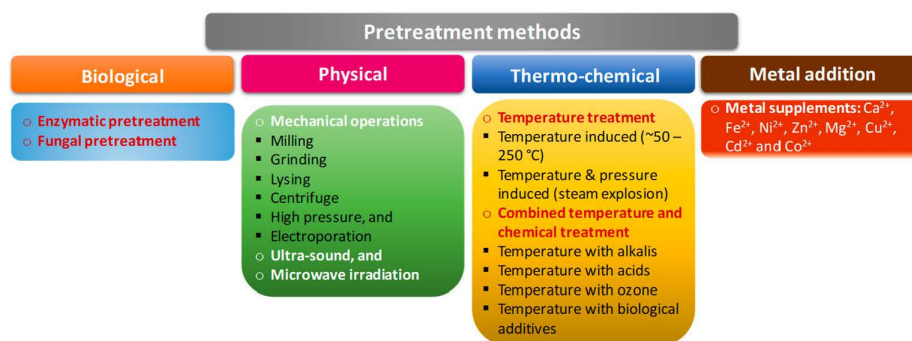 Pretreatment methods
Biological
○ Enzymatic pretreatment
○ Fungal pretreatment
Physical
○ Mechanical operations
▪ Milling
▪ Grinding
▪ Lysing
▪ Centrifuge
▪ High pressure, and
▪ Electroporation
○ Ultra-sound, and
○ Microwave irradiation
Thermo-chemical
○ Temperature treatment
▪ Temperature induced (~50 –
250 °C)
▪ Temperature & pressure
induced (steam explosion)
○ Combined temperature and
chemical treatment
▪ Temperature with alkalis
▪ Temperature with acids
▪ Temperature with ozone
▪ Temperature with biological
additives
Metal addition
○ Metal supplements: Ca²⁺,
Fe²⁺, Ni²⁺, Zn²⁺, Mg²⁺, Cu²⁺,
Cd²⁺ and Co²⁺